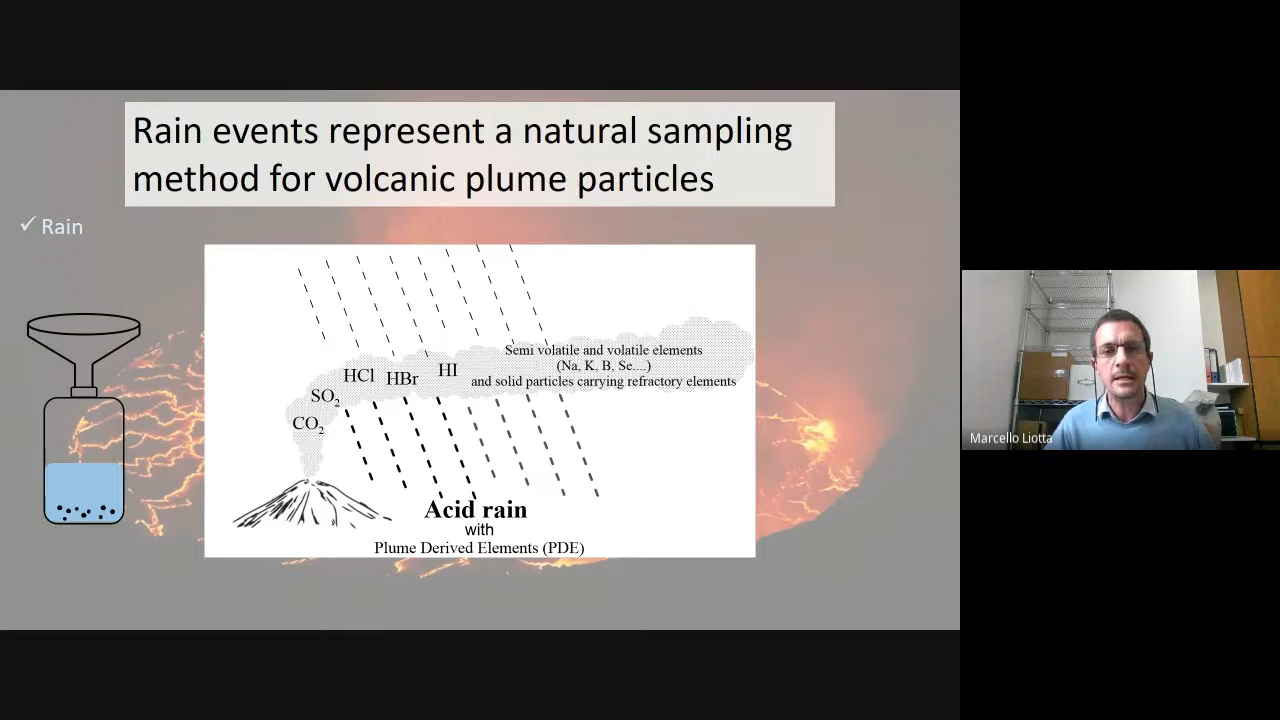 Rain events represent a natural sampling
method for volcanic plume particles
✓ Rain
Semi volatile and volatile elements
(Na, K, B, Se....)
and solid particles carrying refractory elements
HCl HBr HI
SO2
CO2
Acid rain
with
Plume Derived Elements (PDE)
Marcello Liotta